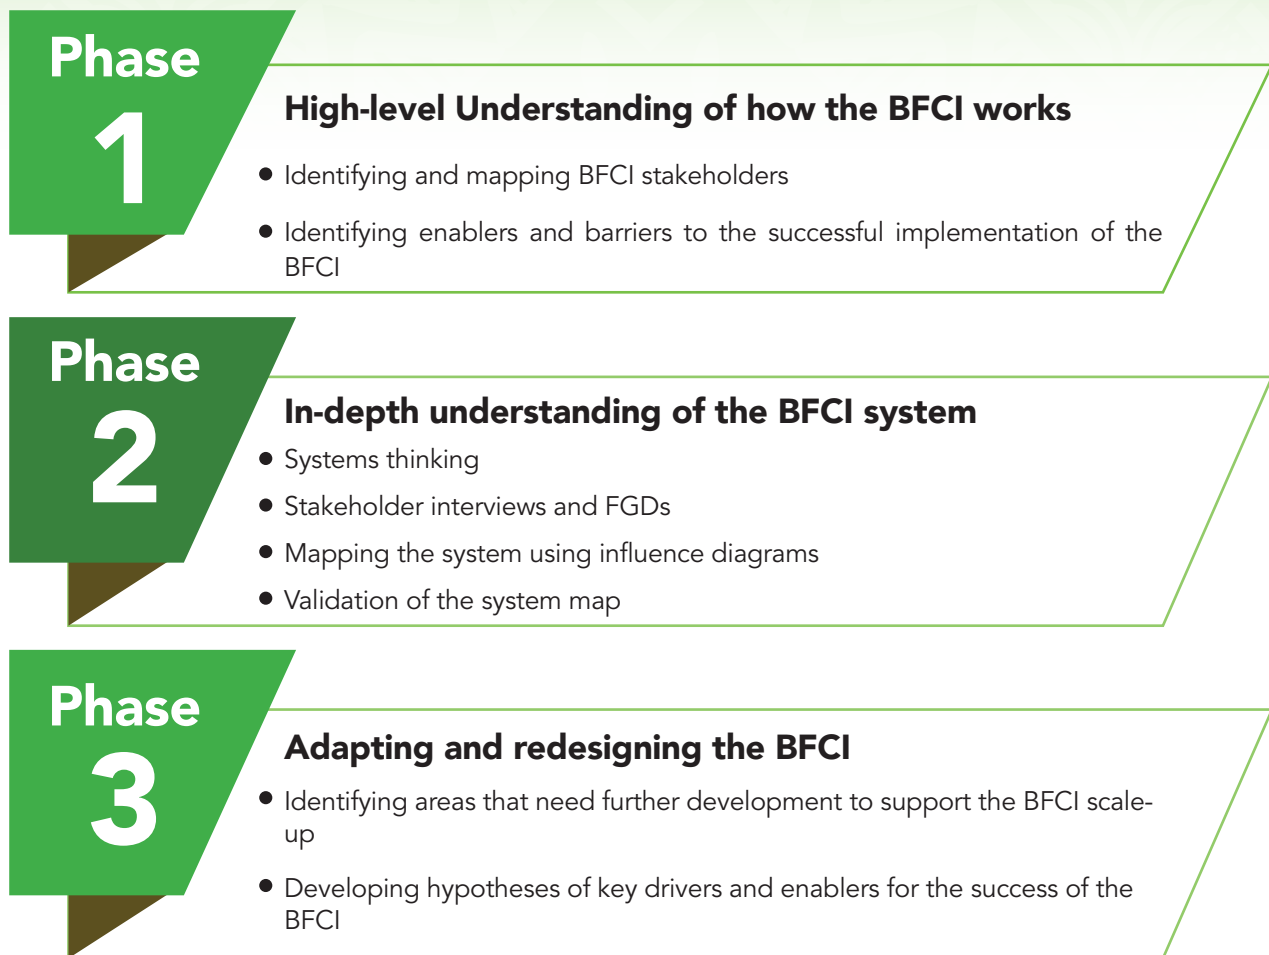 Phase
1
High-level Understanding of how the BFCI works
• Identifying and mapping BFCI stakeholders
• Identifying enablers and barriers to the successful implementation of the
BFCI
Phase
2
In-depth understanding of the BFCI system
• Systems thinking
• Stakeholder interviews and FGDs
• Mapping the system using influence diagrams
• Validation of the system map
Phase
3
Adapting and redesigning the BFCI
• Identifying areas that need further development to support the BFCI scale-
up
• Developing hypotheses of key drivers and enablers for the success of the
BFCI